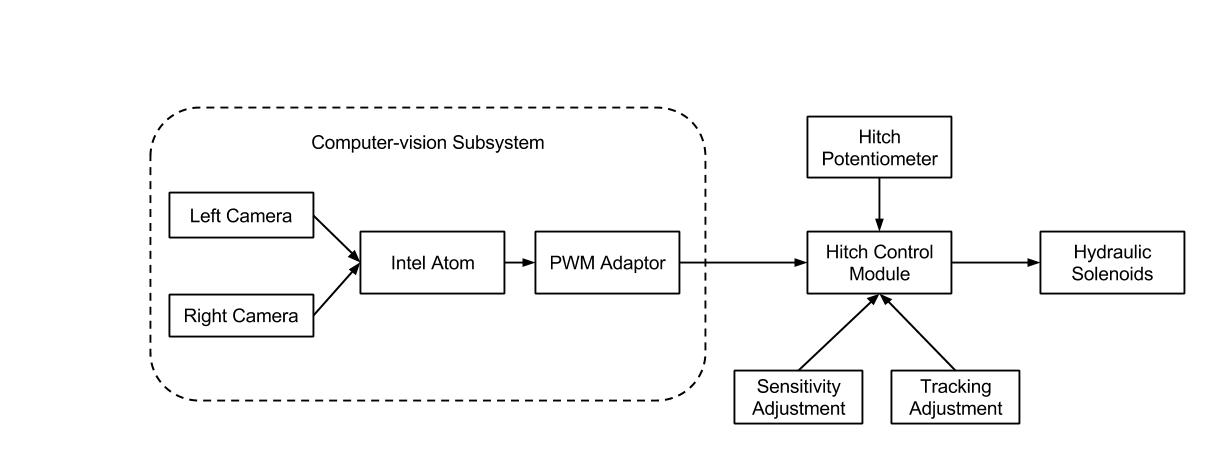 Computer-vision Subsystem
Left Camera
Right Camera
Intel Atom
PWM Adaptor
Hitch
Potentiometer
Hitch Control
Module
Hydraulic
Solenoids
Sensitivity
Adjustment
Tracking
Adjustment